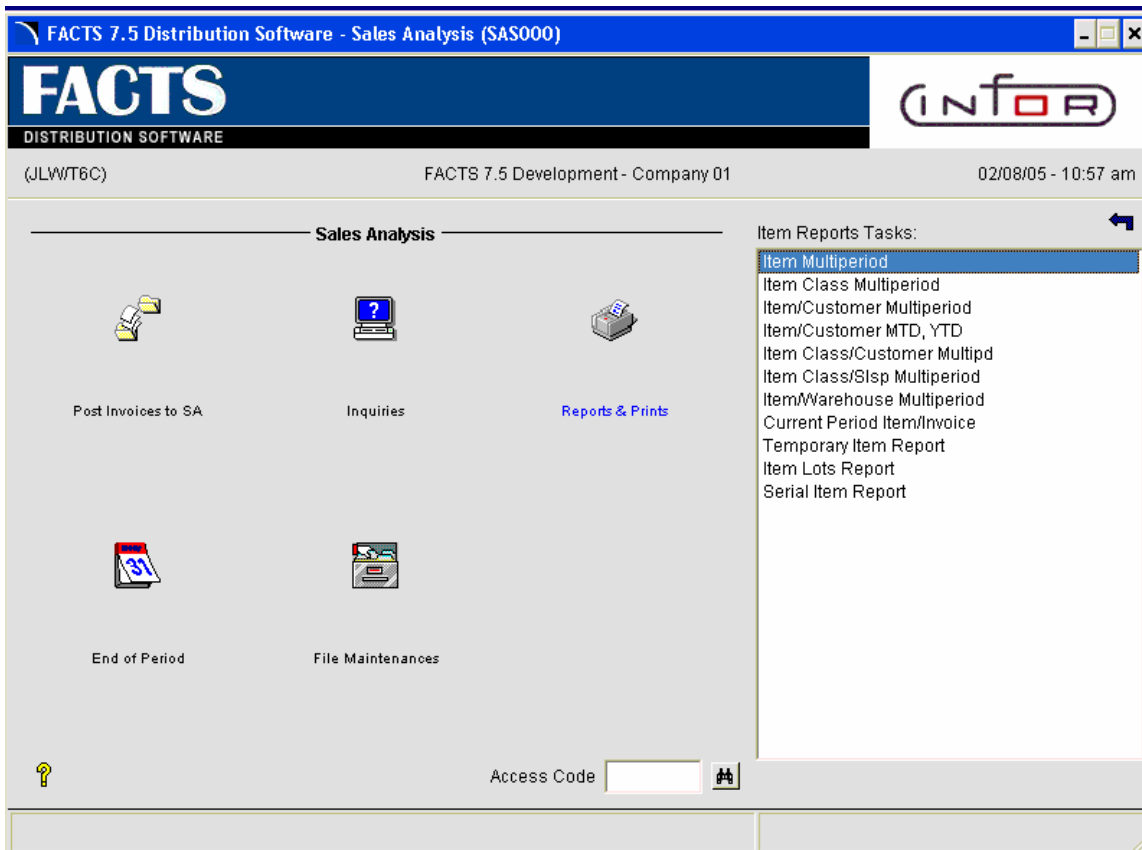 FACTS 7.5 Distribution Software - Sales Analysis (SAS000)
FACTS
DISTRIBUTION SOFTWARE
INFOR
(JLW/T6C)
FACTS 7.5 Development - Company 01
02/08/05 - 10:57 am
Sales Analysis
Post Invoices to SA
Inquiries
?
Reports & Prints
31
End of Period
File Maintenances
?
Access Code
Item Reports Tasks:
Item Multiperiod
Item Class Multiperiod
Item/Customer Multiperiod
Item/Customer MTD, YTD
Item Class/Customer Multipd
Item Class/Slsp Multiperiod
Item/Warehouse Multiperiod
Current Period Item/Invoice
Temporary Item Report
Item Lots Report
Serial Item Report